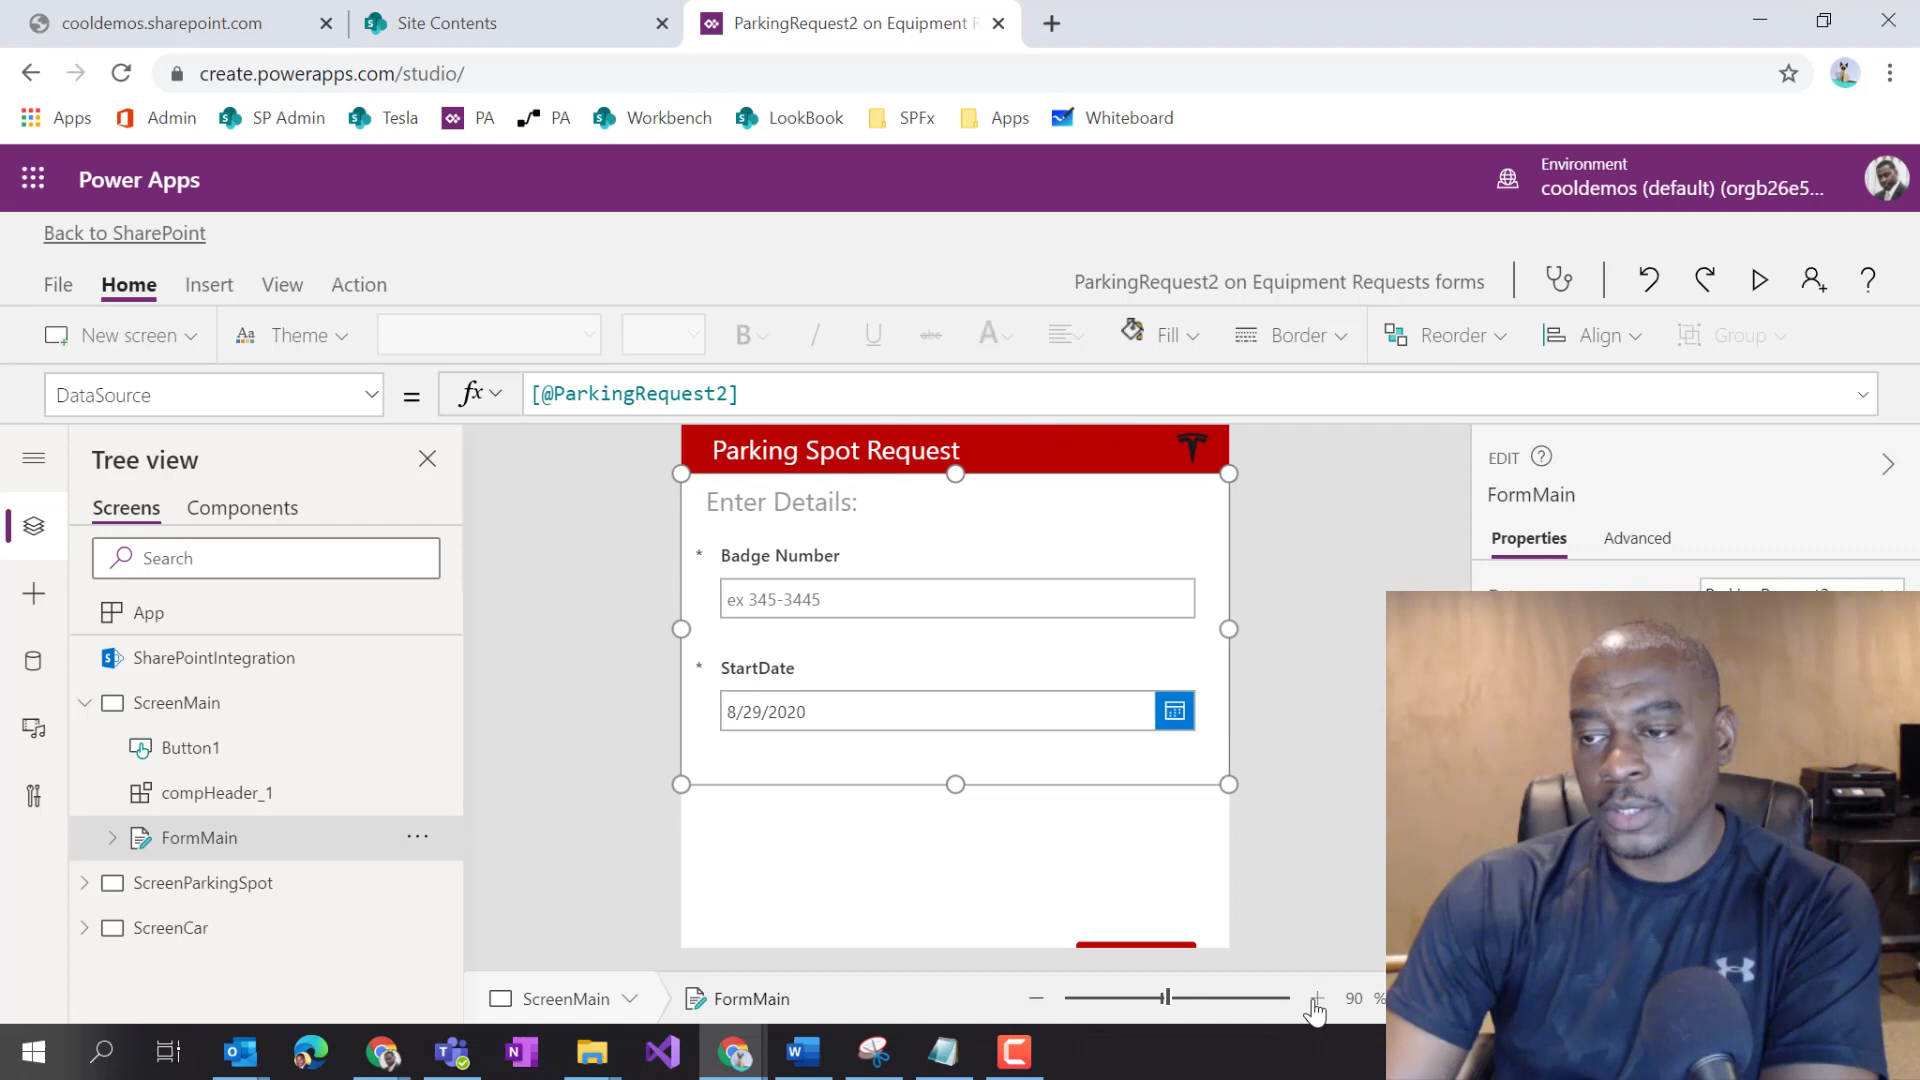 cooldemos.sharepoint.com
Site Contents
ParkingRequest2 on Equipment R
create.powerapps.com/studio/
Apps
Admin
SP Admin
Tesla
PA
PA
Workbench
LookBook
SPFx
Apps
Whiteboard
Power Apps
Environment
cooldemos (default) (orgb26e5...
Back to SharePoint
File
Home
Insert
View
Action
ParkingRequest2 on Equipment Requests forms
New screen
Theme
Fill
Border
Reorder
Align
Group
DataSource
=
fx
[@ParkingRequest2]
Tree view
Screens
Components
Search
App
SharePointIntegration
ScreenMain
Button1
compHeader_1
FormMain
ScreenParkingSpot
ScreenCar
Parking Spot Request
Enter Details:
* Badge Number
ex 345-3445
* StartDate
8/29/2020
EDIT
FormMain
Properties
Advanced
ScreenMain
FormMain
90 %